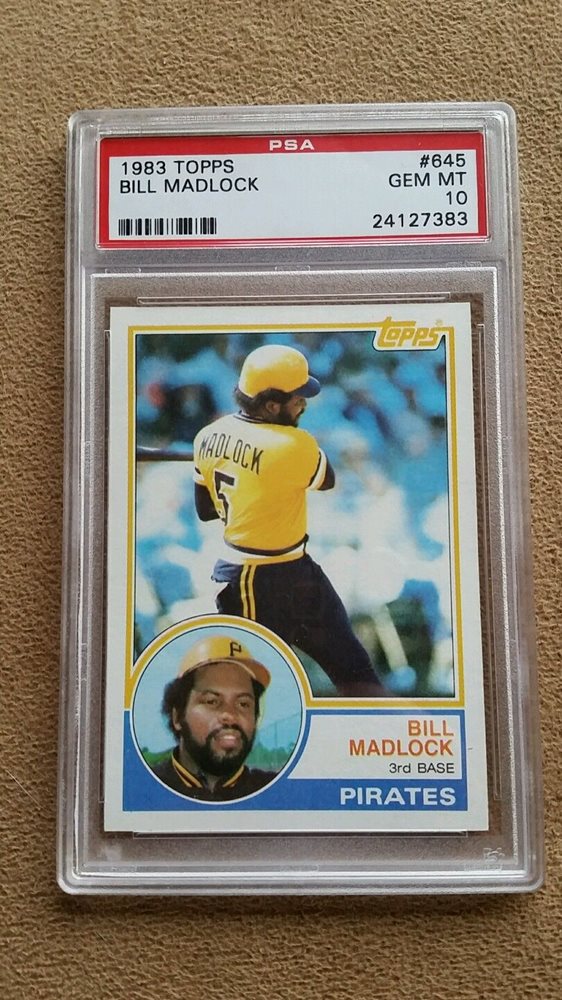 PSA
1983 TOPPS #645
BILL MADLOCK GEM MT
10
24127383
Topps
MADLOCK
5
P
BILL
MADLOCK
3rd BASE
PIRATES